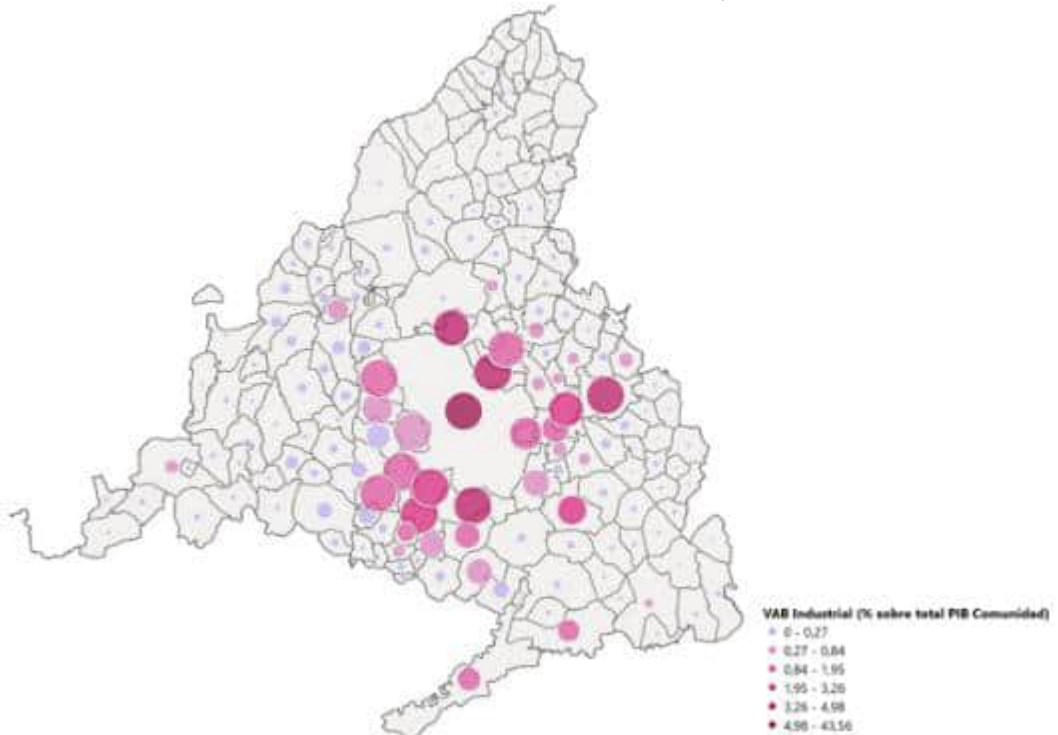 VAB Industrial (% sobre total PIB Comunidad)
0 - 0,27
0,27 - 0,84
0,84 - 1,95
1,95 - 3,26
3,26 - 4,98
4,98 - 43,56